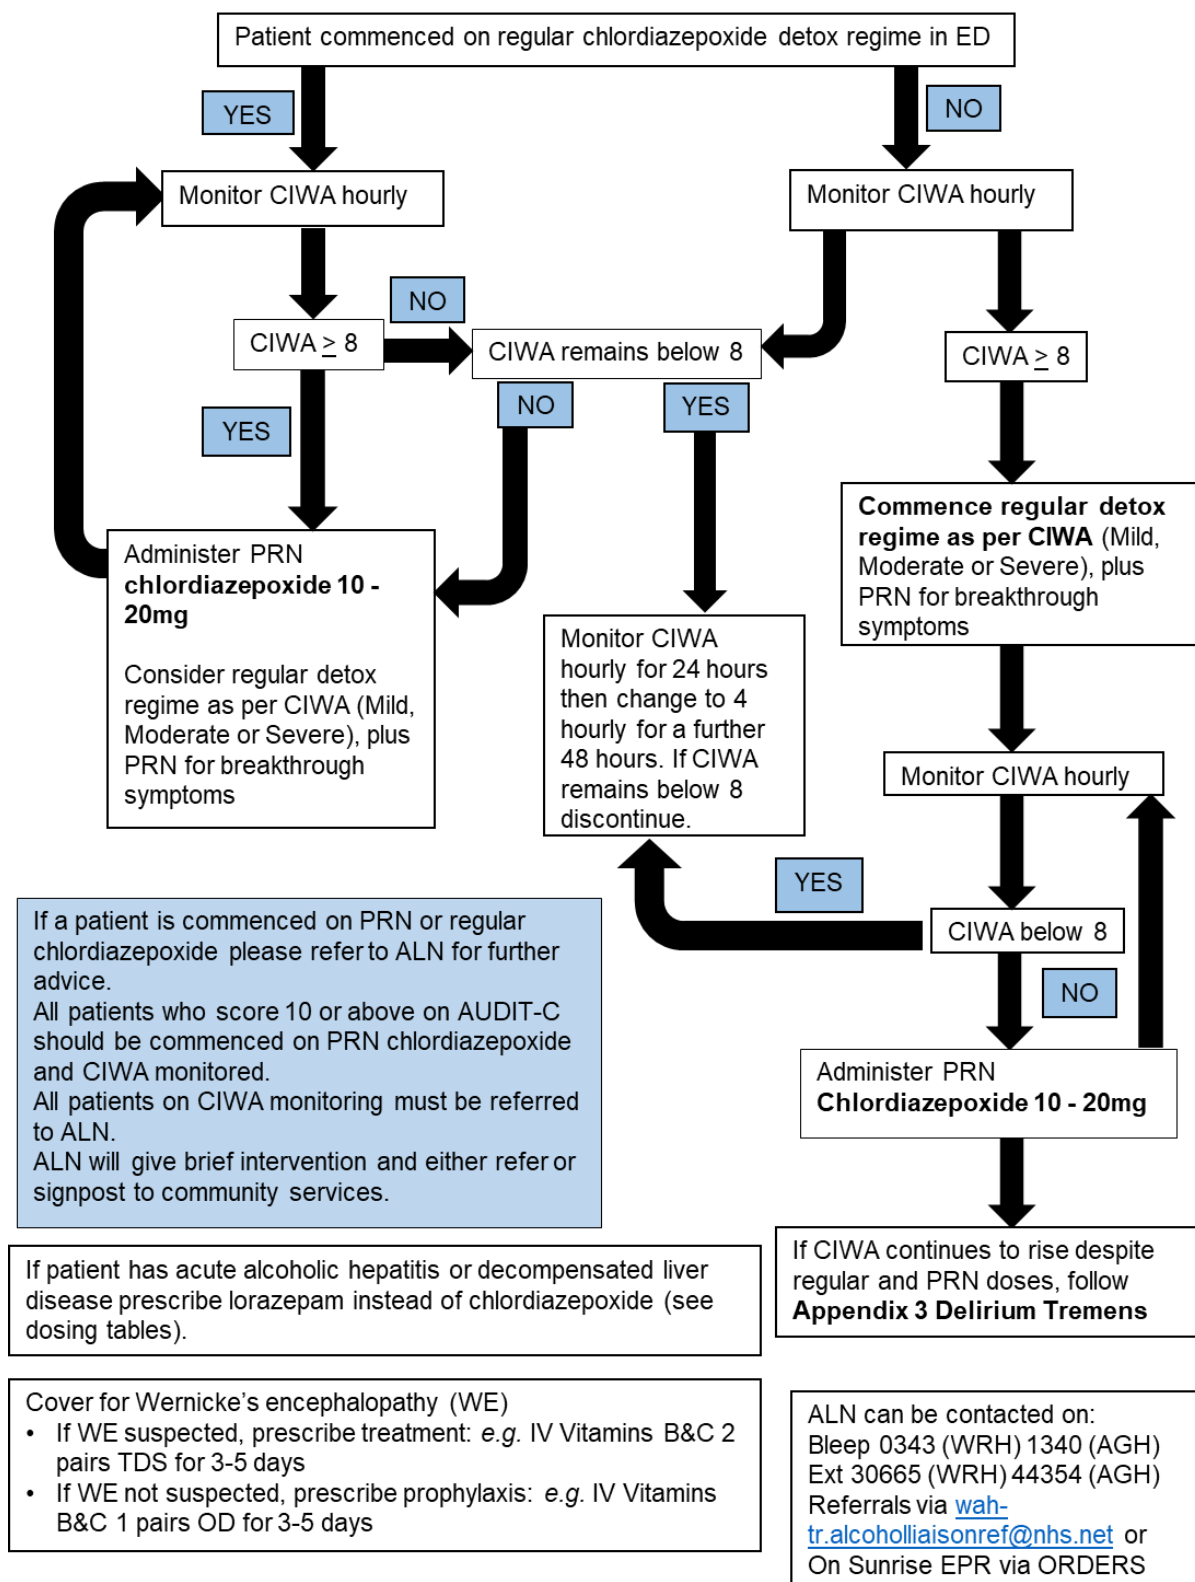 Patient commenced on regular chlordiazepoxide detox regime in ED
YES
NO
Monitor CIWA hourly
Monitor CIWA hourly
NO
CIWA ≥ 8
CIWA remains below 8
CIWA ≥ 8
YES
NO
YES
Administer PRN
chlordiazepoxide 10 -
20mg
Consider regular detox
regime as per CIWA (Mild,
Moderate or Severe), plus
PRN for breakthrough
symptoms
Monitor CIWA
hourly for 24 hours
then change to 4
hourly for a further
48 hours. If CIWA
remains below 8
discontinue.
Commence regular detox
regime as per CIWA (Mild,
Moderate or Severe), plus
PRN for breakthrough
symptoms
Monitor CIWA hourly
YES
CIWA below 8
NO
Administer PRN
Chlordiazepoxide 10 - 20mg
If CIWA continues to rise despite
regular and PRN doses, follow
Appendix 3 Delirium Tremens
If a patient is commenced on PRN or regular
chlordiazepoxide please refer to ALN for further
advice.
All patients who score 10 or above on AUDIT-C
should be commenced on PRN chlordiazepoxide
and CIWA monitored.
All patients on CIWA monitoring must be referred
to ALN.
ALN will give brief intervention and either refer or
signpost to community services.
If patient has acute alcoholic hepatitis or decompensated liver
disease prescribe lorazepam instead of chlordiazepoxide (see
dosing tables).
Cover for Wernicke's encephalopathy (WE)
• If WE suspected, prescribe treatment: e.g. IV Vitamins B&C 2
pairs TDS for 3-5 days
• If WE not suspected, prescribe prophylaxis: e.g. IV Vitamins
B&C 1 pairs OD for 3-5 days
ALN can be contacted on:
Bleep 0343 (WRH) 1340 (AGH)
Ext 30665 (WRH) 44354 (AGH)
Referrals via wah-
tr.alcoholliaisonref@nhs.net or
On Sunrise EPR via ORDERS